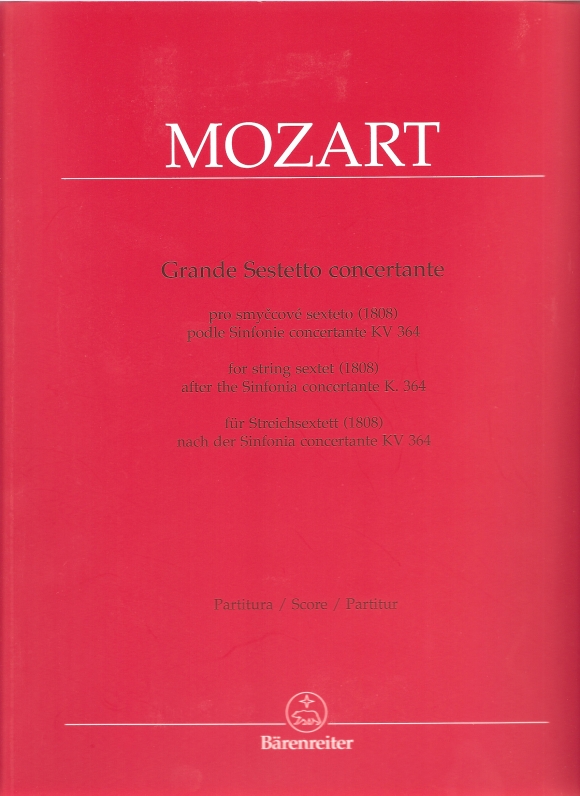 MOZART
Grande Sestetto concertante
pro smyčcové sexteto (1808)
podle Sinfonie concertante KV 364
for string sextet (1808)
after the Sinfonia concertante K. 364
für Streichsextett (1808)
nach der Sinfonia concertante KV 364
Partitura / Score / Partitur
Bärenreiter